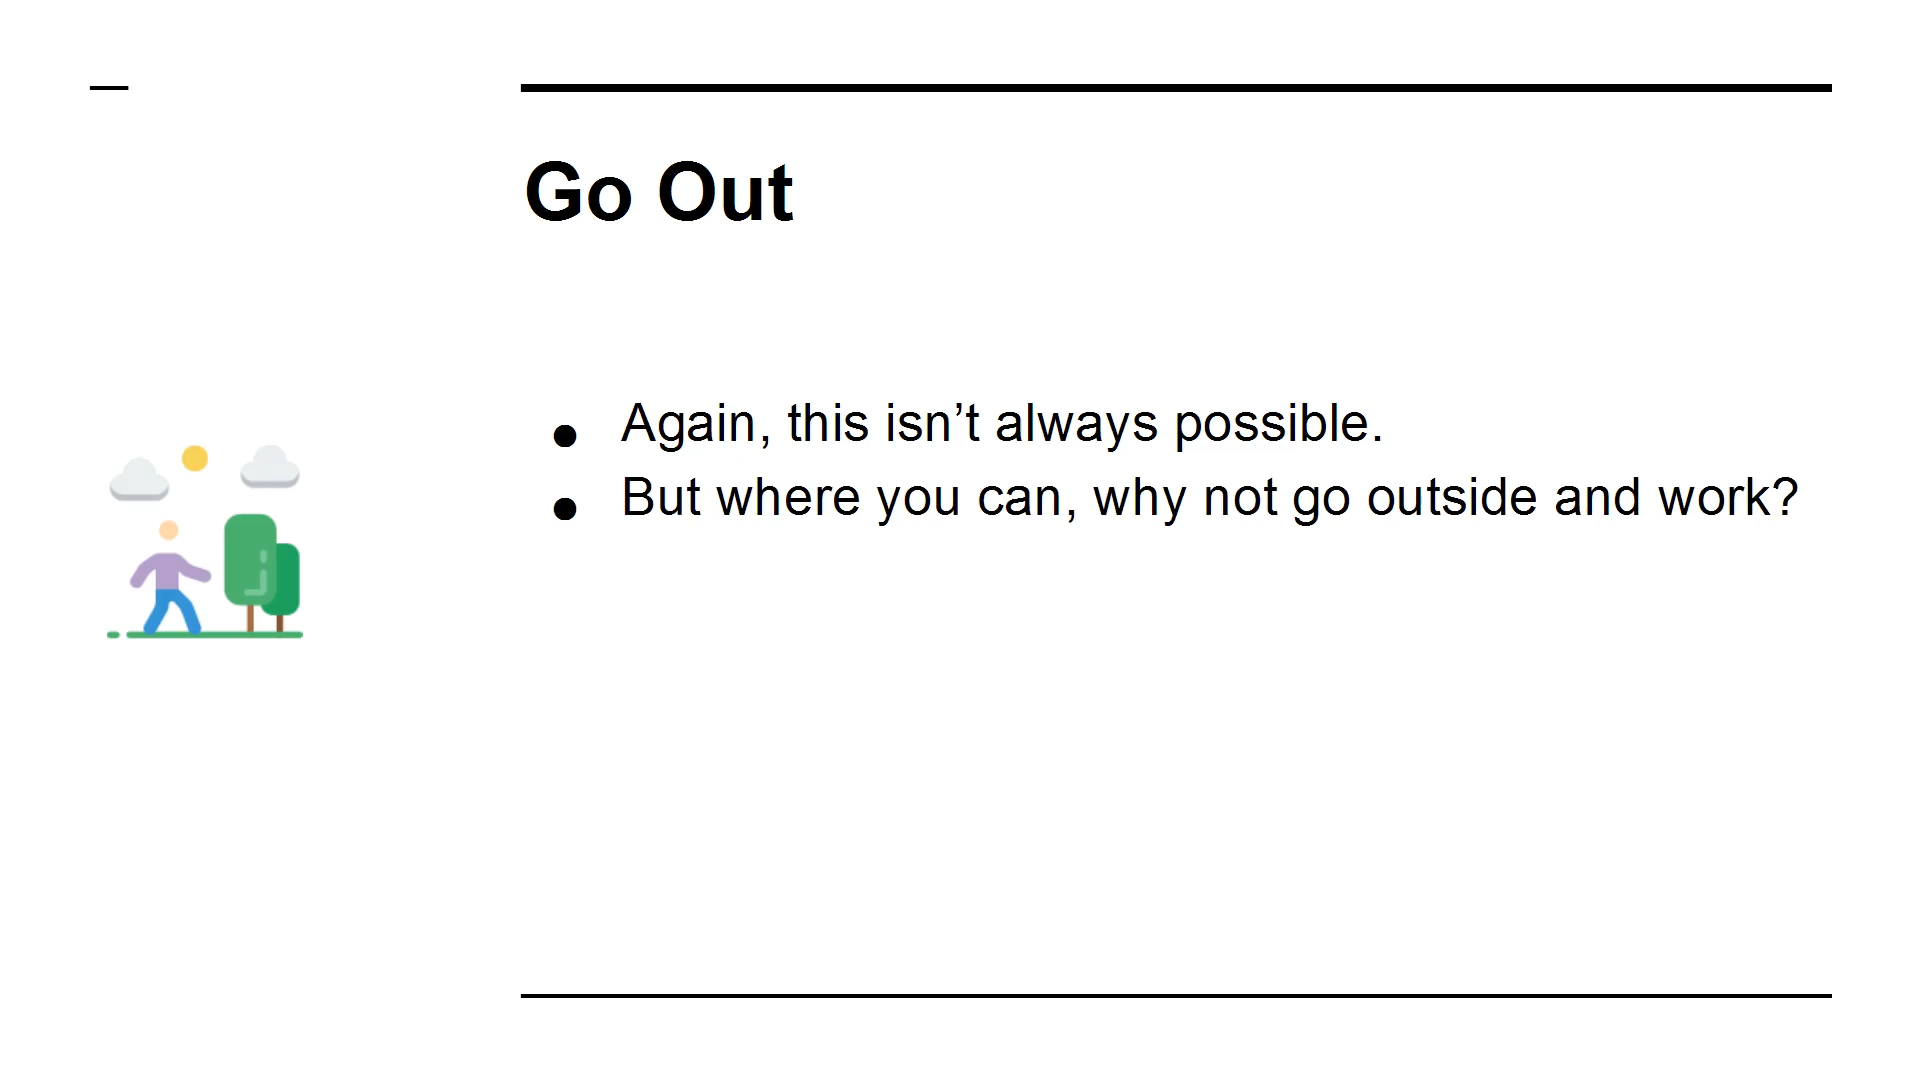 Go Out
● Again, this isn’t always possible.
● But where you can, why not go outside and work?